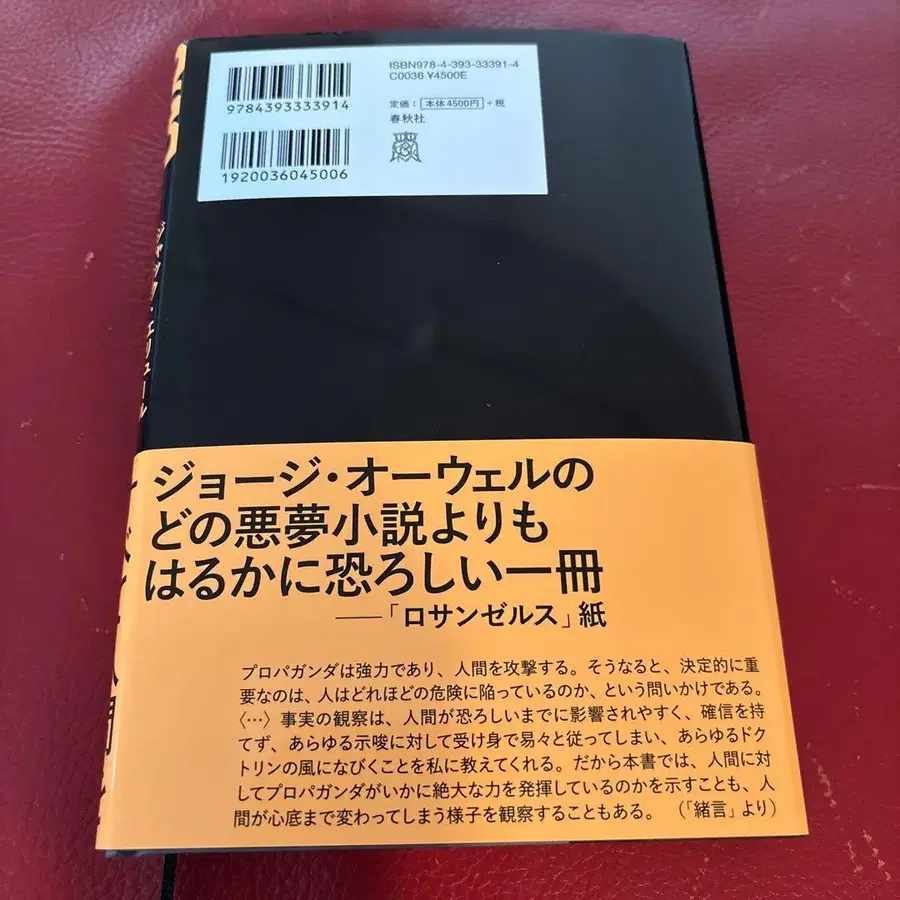 ISBN978-4-393-33391-4
C0036 ¥4500E
9784393333914
定価：本体4500円＋税
春秋社
1920036045006
ジャック・エリュール
ジョージ・オーウェルの
どの悪夢小説よりも
はるかに恐ろしい一冊
——「ロサンゼルス」紙
プロパガンダは強力であり、人間を攻撃する。そうなると、決定的に重
要なのは、人はどれほどの危険に陥っているのか、という問いかけである。
〈…〉事実の観察は、人間が恐ろしいまでに影響されやすく、確信を持
てず、あらゆる示唆に対して受け身で易々と従ってしまい、あらゆるドク
トリンの風になびくことを私に教えてくれる。だから本書では、人間に対
してプロパガンダがいかに絶大な力を発揮しているのかを示すことも、人
間が心底まで変わってしまう様子を観察することもある。（「緒言」より）